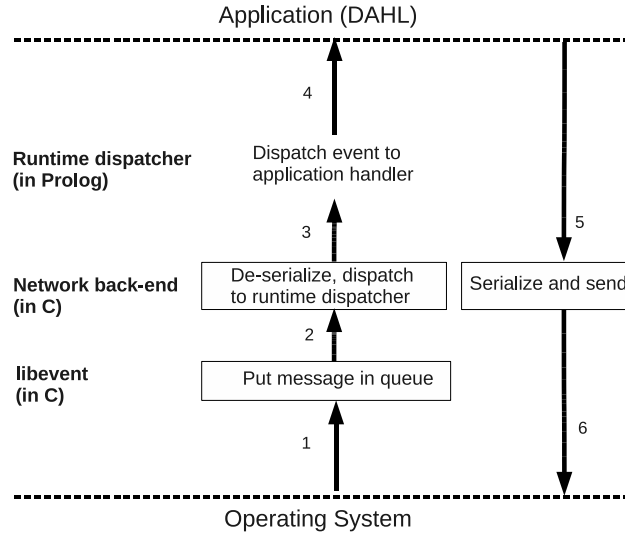 Application (DAHL)
4
Runtime dispatcher
(in Prolog)
Dispatch event to
application handler
3
5
Network back-end
(in C)
De-serialize, dispatch
to runtime dispatcher
Serialize and send
2
libevent
(in C)
Put message in queue
1
6
Operating System